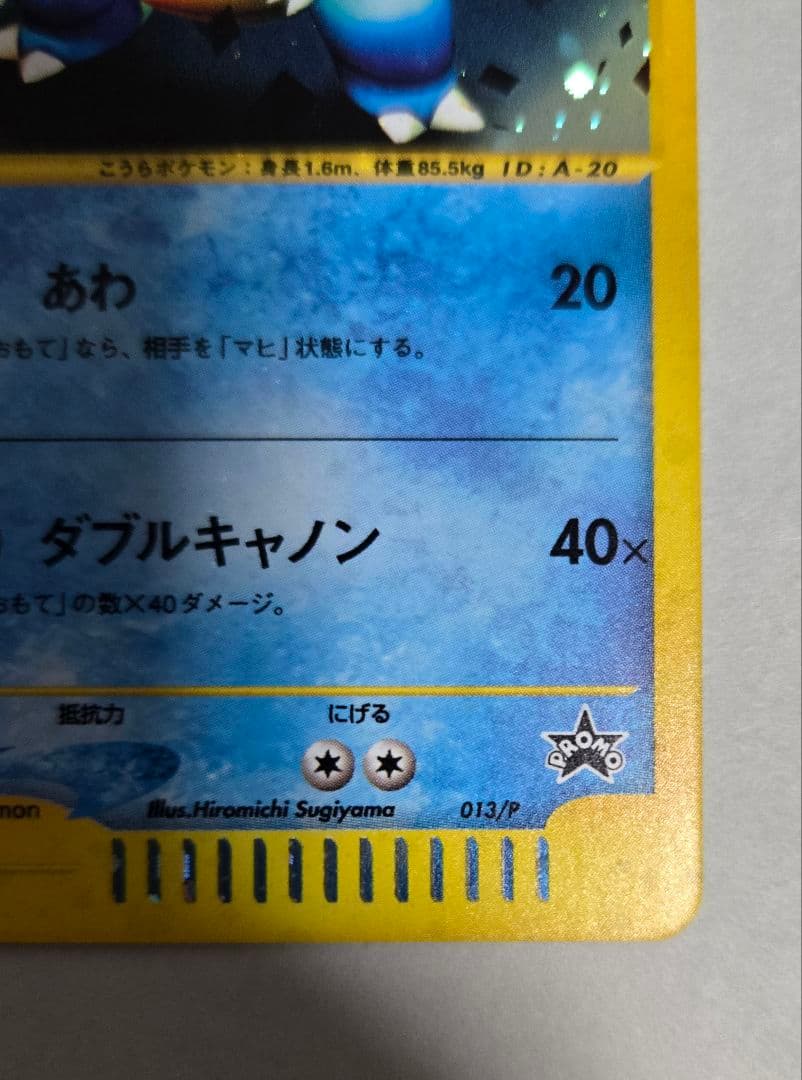 こうらポケモン：身長1.6m、体重85.5kg ID：A-20
あわ 20
おもて」なら、相手を「マヒ」状態にする。
ダブルキャノン 40×
おもて」の数×40ダメージ。
抵抗力 にげる
PROMO
mon Illus.Hiromichi Sugiyama 013/P